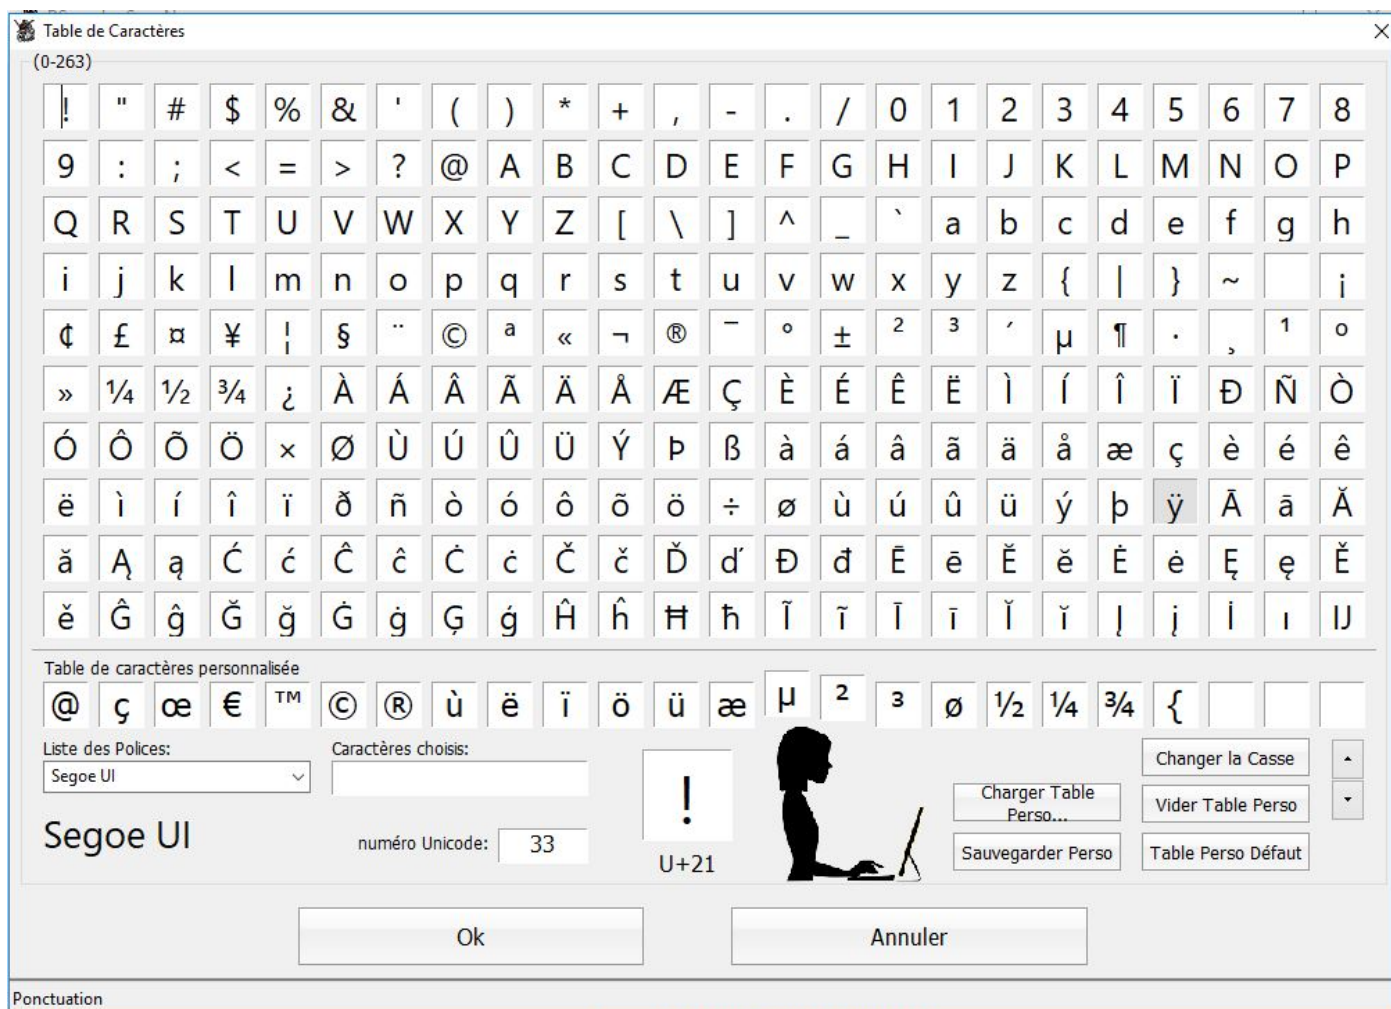 Table de Caractères
(0-263)
! " # $ % & ' ( ) * + , - . / 0 1 2 3 4 5 6 7 8
9 : ; < = > ? @ A B C D E F G H I J K L M N O P
Q R S T U V W X Y Z [ \ ] ^ _ ` a b c d e f g h
i j k l m n o p q r s t u v w x y z { | } ~ ¡
¢ £ ¤ ¥ ¦ § ¨ © ª « ¬ ® ¯ ° ± ² ³ ´ µ ¶ · ¸ ¹ º
» ¼ ½ ¾ ¿ À Á Â Ã Ä Å Æ Ç È É Ê Ë Ì Í Î Ï Ð Ñ Ò
Ó Ô Õ Ö × Ø Ù Ú Û Ü Ý Þ ß à á â ã ä å æ ç è é ê
ë ì í î ï ð ñ ò ó ô õ ö ÷ ø ù ú û ü ý þ ÿ Ā ā Ă
ă Ą ą Ć ć Ĉ ĉ Ċ ċ Č č Ď ď Đ đ Ē ē Ĕ ĕ Ė ė Ę ę Ě
ě Ĝ ĝ Ğ ğ Ġ ġ Ģ ģ Ĥ ĥ Ħ ħ Ĩ ĩ Ī ī Ĭ ĭ Į į İ ı Ĳ
Table de caractères personnalisée
@ ç œ € ™ © ® ù ë ï ö ü æ µ ² ³ ø ½ ¼ ¾ {
Liste des Polices:
Segoe UI
Caractères choisis:
Segoe UI
numéro Unicode: 33
!
U+21
Charger Table
Perso...
Sauvegarder Perso
Changer la Casse
Vider Table Perso
Table Perso Défaut
Ok
Annuler
Ponctuation